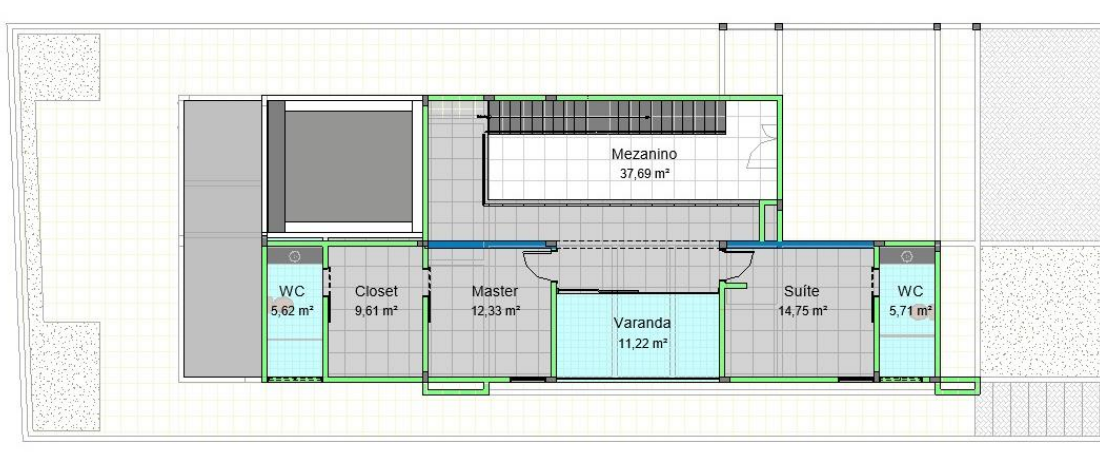 Mezanino
37,69 m²
WC
5,62 m²
Closet
9,61 m²
Master
12,33 m²
Varanda
11,22 m²
Suíte
14,75 m²
WC
5,71 m²